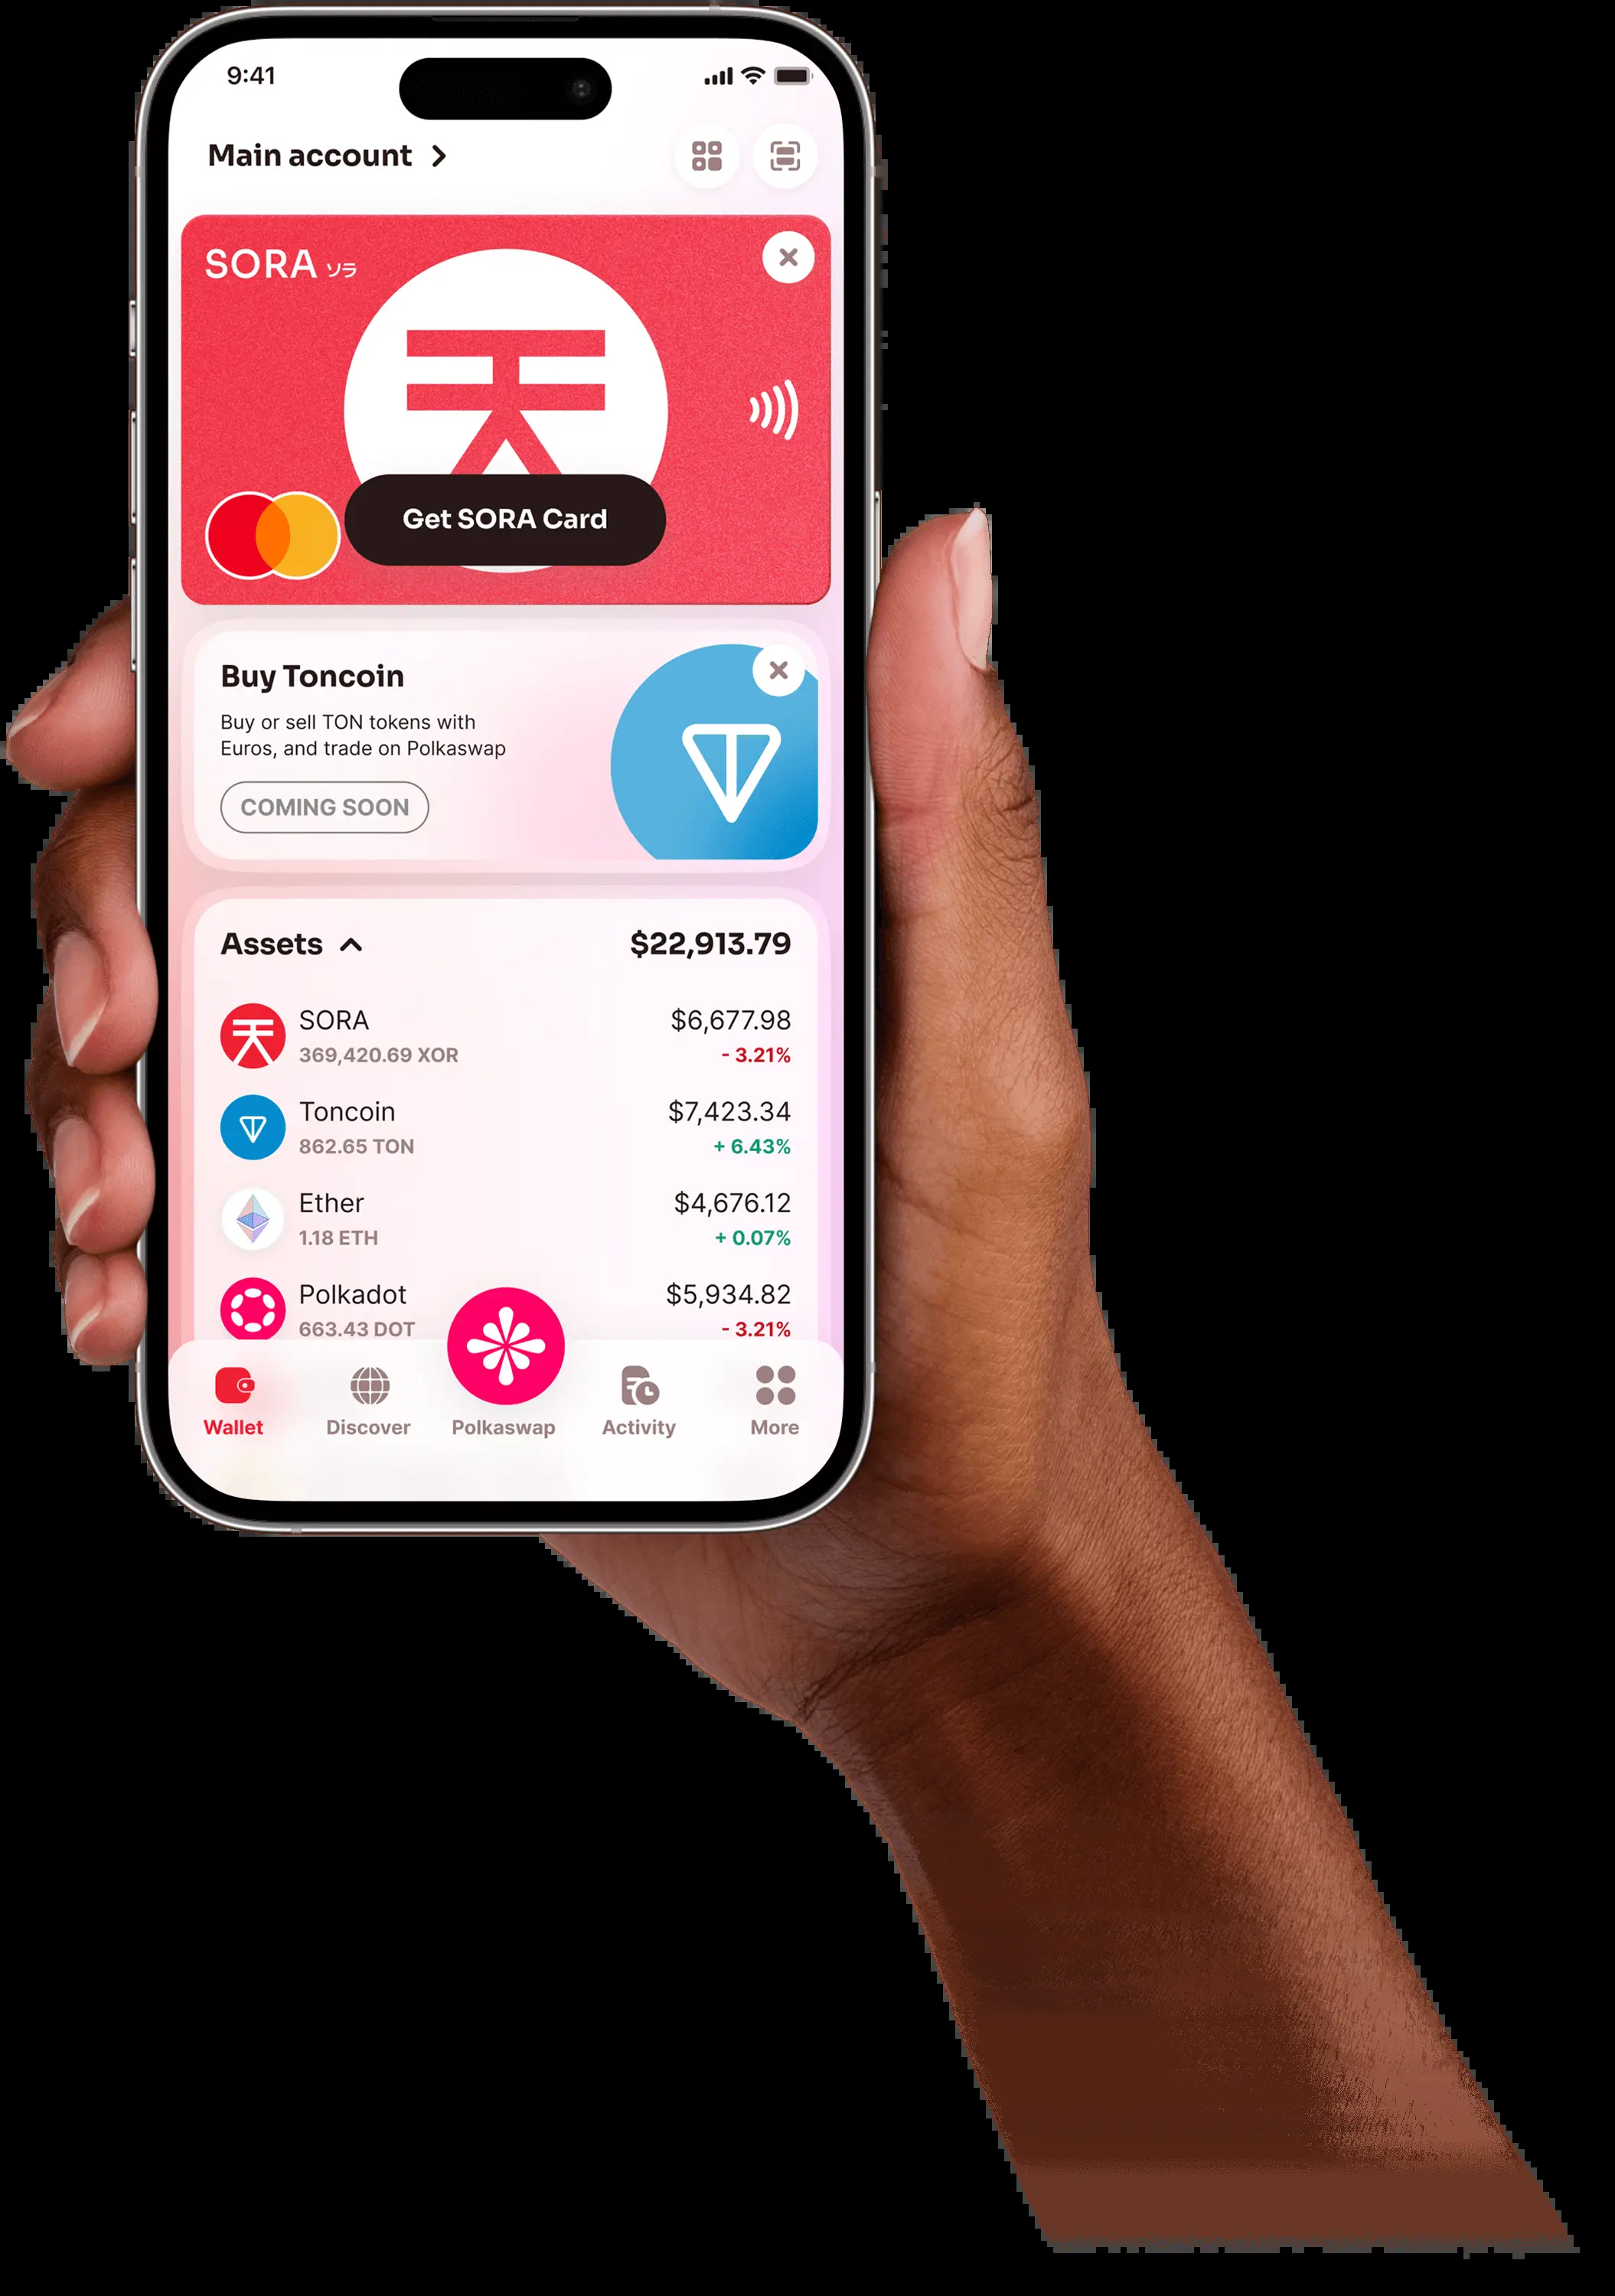 9:41
Main account
SORA ソラ
天
Get SORA Card
Buy Toncoin
Buy or sell TON tokens with
Euros, and trade on Polkaswap
COMING SOON
Assets $22,913.79
SORA $6,677.98
369,420.69 XOR - 3.21%
Toncoin $7,423.34
862.65 TON + 6.43%
Ether $4,676.12
1.18 ETH + 0.07%
Polkadot $5,934.82
663.43 DOT - 3.21%
Wallet Discover Polkaswap Activity More